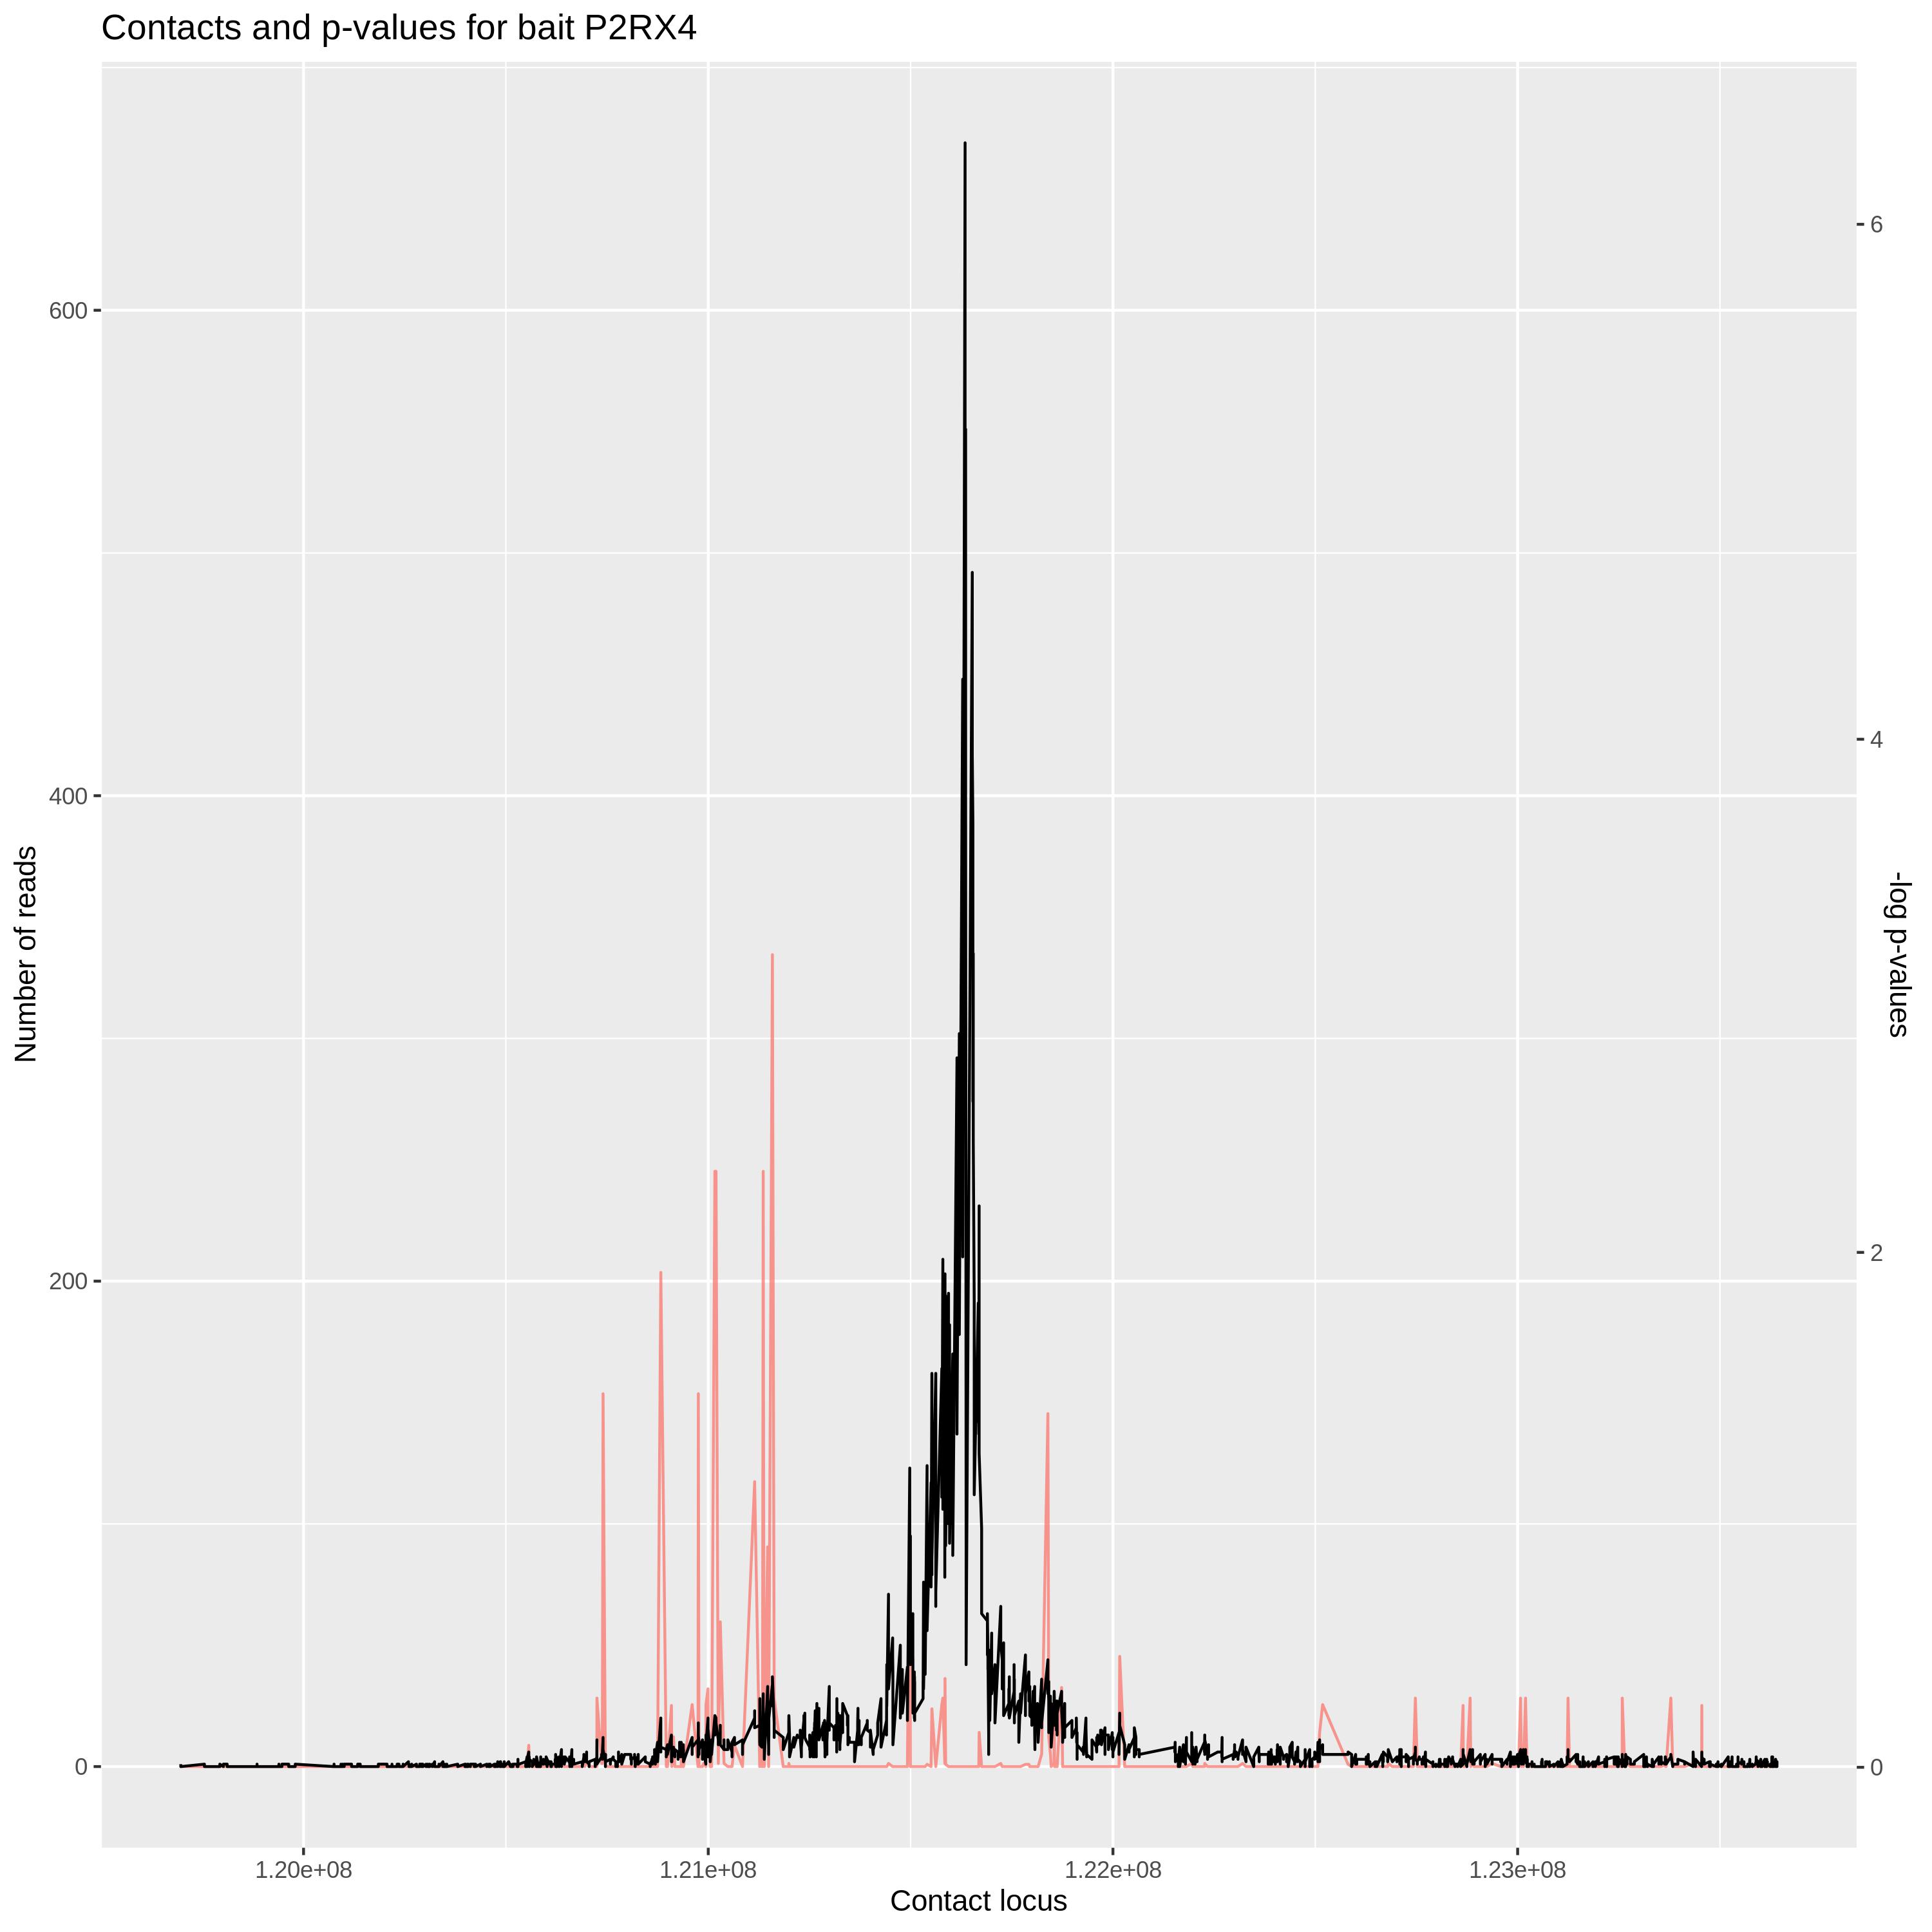 Contacts and p-values for bait P2RX4
600
400
200
0
Number of reads
6
4
2
0
-log p-values
1.20e+08
1.21e+08
1.22e+08
1.23e+08
Contact locus